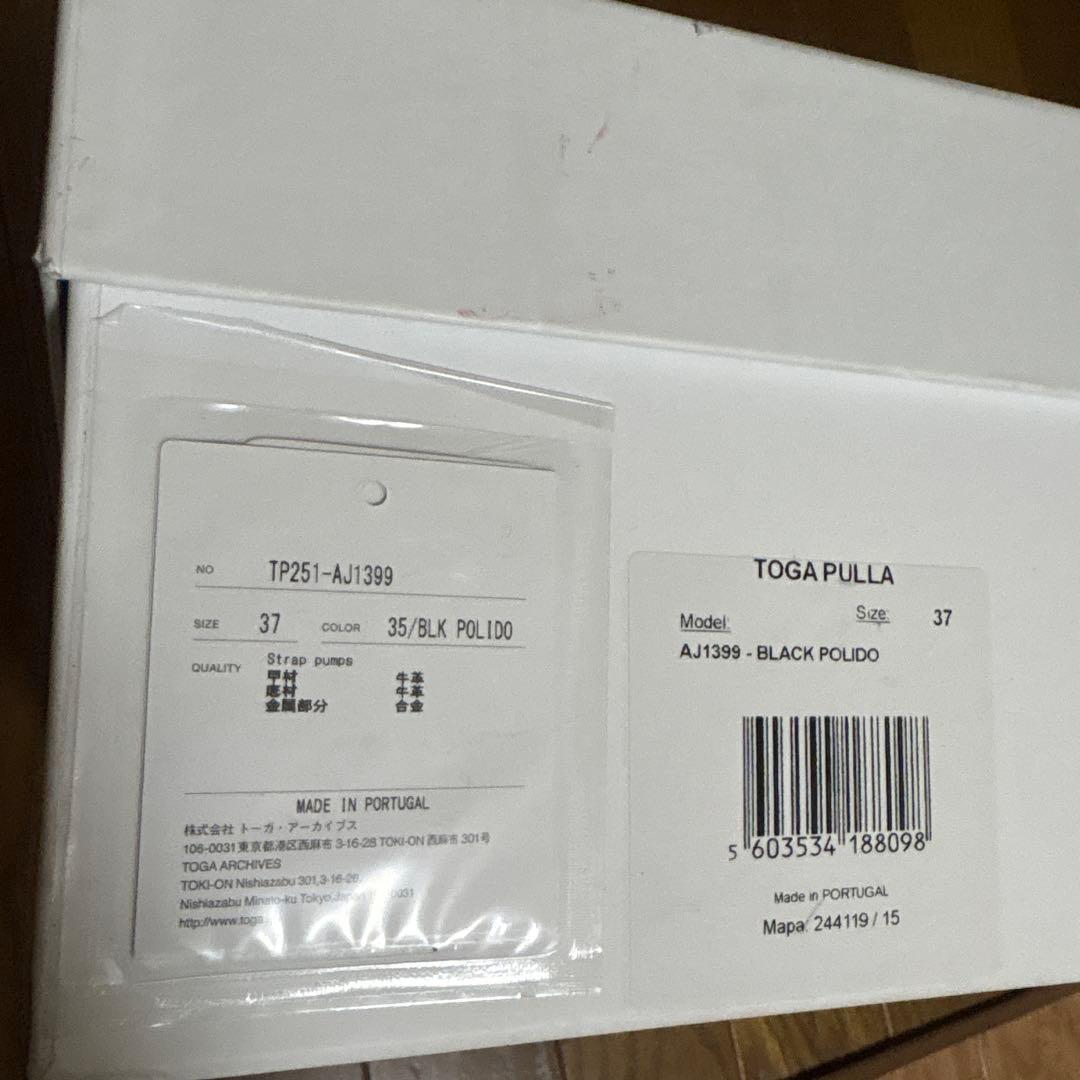 NO TP251-AJ1399
SIZE 37 COLOR 35/BLK POLIDO
QUALITY Strap pumps
甲材 牛革
底材 牛革
金属部分 合金
MADE IN PORTUGAL
株式会社 トーガ・アーカイブス
106-0031 東京都港区西麻布 3-16-28 TOKI-ON 西麻布 301号
TOGA ARCHIVES
TOKI-ON Nishiazabu 301,3-16-28,
Nishiazabu Minato-ku Tokyo,Japan 0031
http://www.toga
TOGA PULLA
Model: Size: 37
AJ1399 - BLACK POLIDO
5 603534 188098
Made in PORTUGAL
Mapa: 244119 / 15